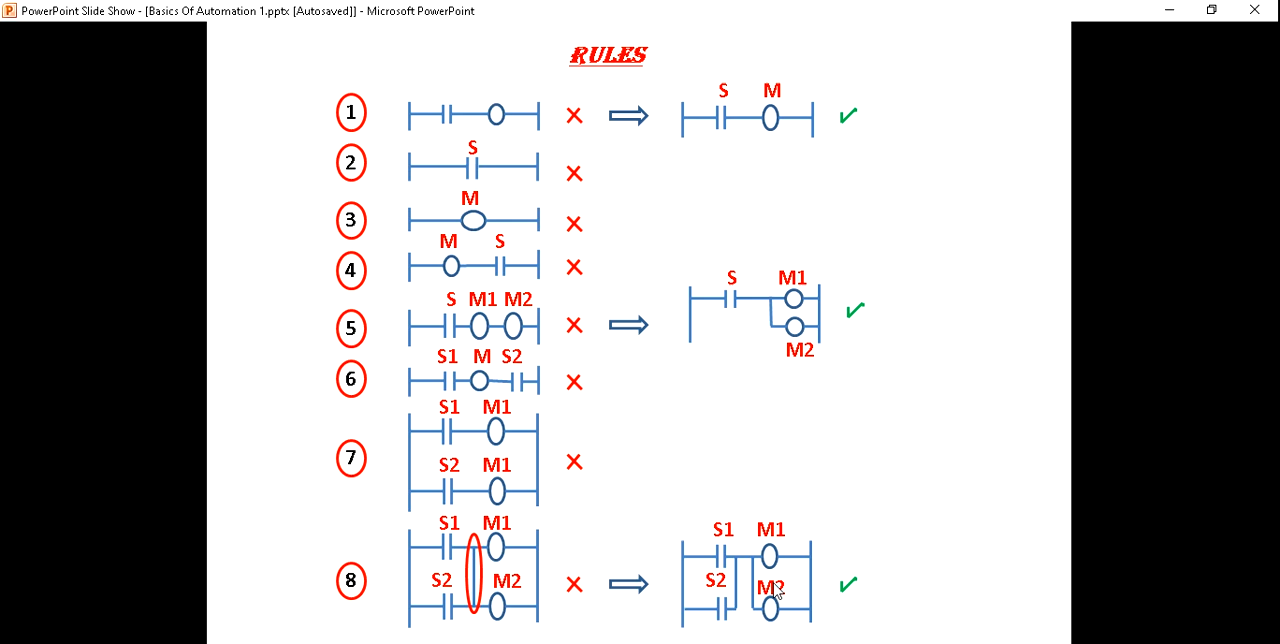 PowerPoint Slide Show - [Basics Of Automation 1.pptx [Autosaved]] - Microsoft PowerPoint
RULES
1
S M
2
S
3
M
4
M S
5
S M1 M2
S M1
M2
6
S1 M S2
7
S1 M1
S2 M1
8
S1 M1
S2 M2
S1 M1
S2 M2